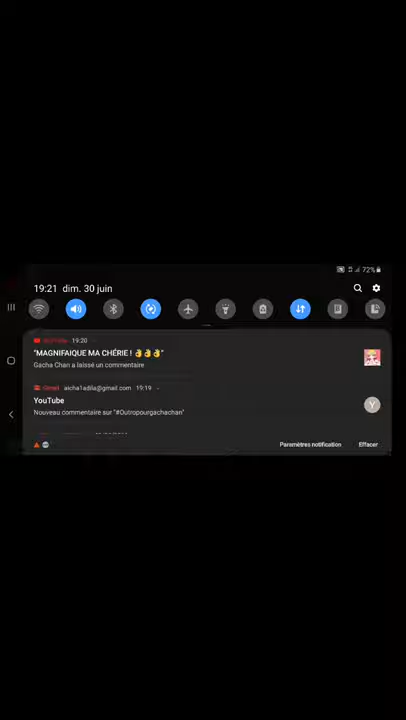 72%
19:21 dim. 30 juin
YouTube 19:20
“MAGNIFAIQUE MA CHÉRIE ! 👌👌👌”
Gacha Chan a laissé un commentaire
Gmail aicha1adila@gmail.com · 19:19
YouTube
Nouveau commentaire sur "#Outropourgachachan"
Y
Paramètres notification Effacer